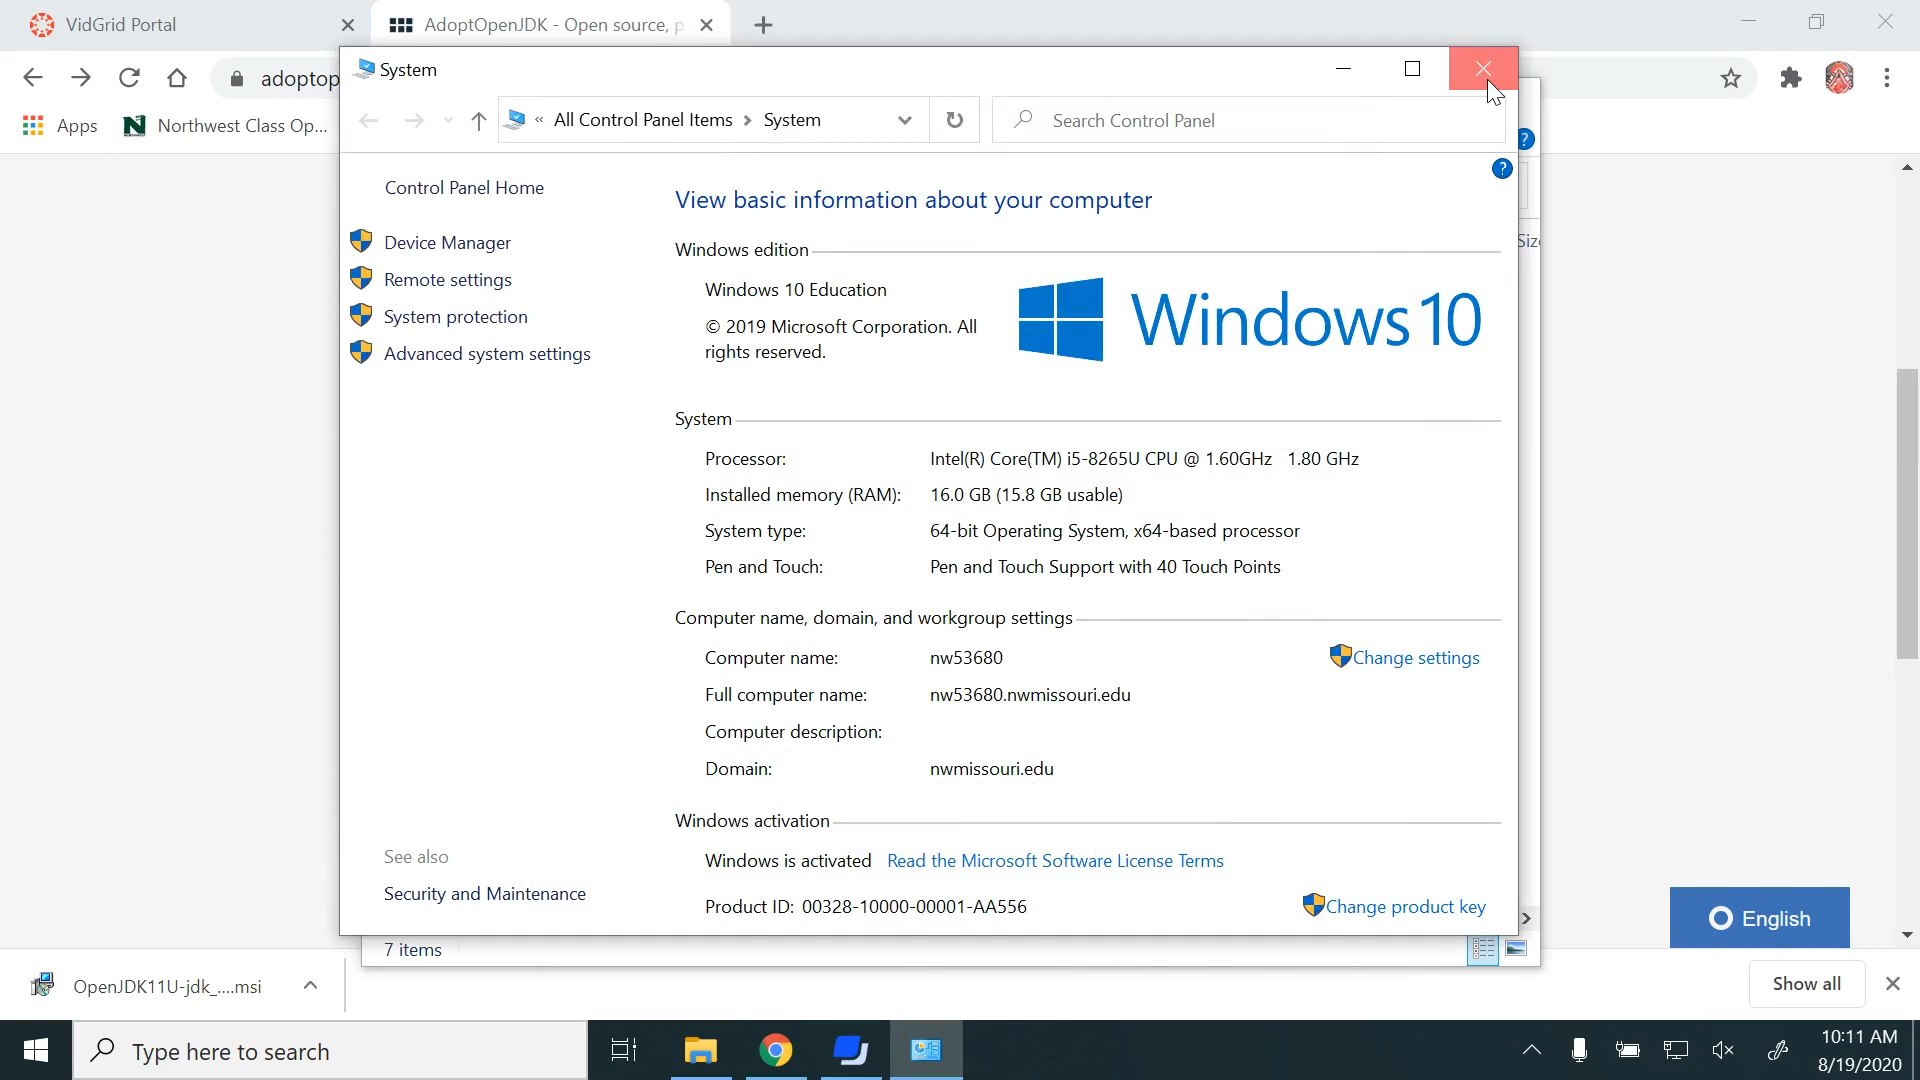 VidGrid Portal
AdoptOpenJDK - Open source, p
adoptop
Apps
Northwest Class Op...
System
« All Control Panel Items > System
Search Control Panel
Size
Control Panel Home
Device Manager
Remote settings
System protection
Advanced system settings
View basic information about your computer
Windows edition
Windows 10 Education
© 2019 Microsoft Corporation. All
rights reserved.
Windows 10
System
Processor: Intel(R) Core(TM) i5-8265U CPU @ 1.60GHz 1.80 GHz
Installed memory (RAM): 16.0 GB (15.8 GB usable)
System type: 64-bit Operating System, x64-based processor
Pen and Touch: Pen and Touch Support with 40 Touch Points
Computer name, domain, and workgroup settings
Computer name: nw53680
Change settings
Full computer name: nw53680.nwmissouri.edu
Computer description:
Domain: nwmissouri.edu
Windows activation
Windows is activated Read the Microsoft Software License Terms
Product ID: 00328-10000-00001-AA556
Change product key
See also
Security and Maintenance
English
7 items
OpenJDK11U-jdk_....msi
Show all
Type here to search
10:11 AM
8/19/2020